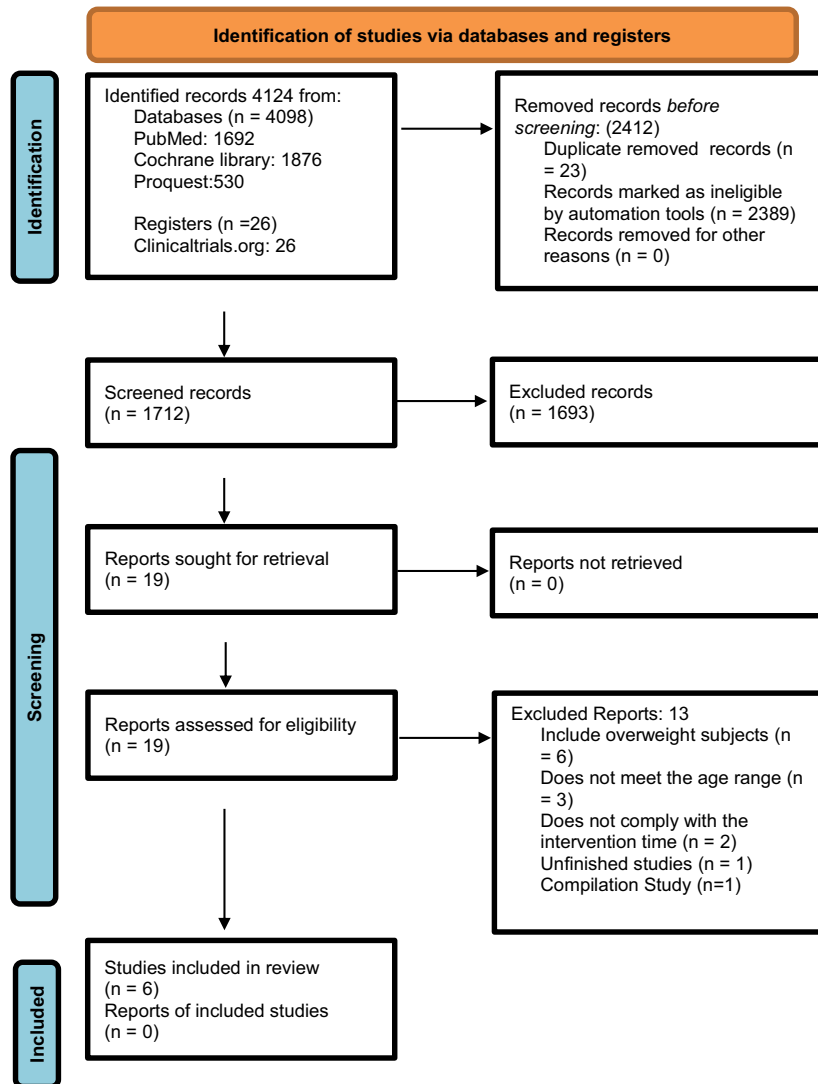 Identification of studies via databases and registers
Identification
Identified records 4124 from:
Databases (n = 4098)
PubMed: 1692
Cochrane library: 1876
Proquest:530
Registers (n =26)
Clinicaltrials.org: 26
Removed records before
screening: (2412)
Duplicate removed records (n
= 23)
Records marked as ineligible
by automation tools (n = 2389)
Records removed for other
reasons (n = 0)
Screening
Screened records
(n = 1712)
Excluded records
(n = 1693)
Reports sought for retrieval
(n = 19)
Reports not retrieved
(n = 0)
Reports assessed for eligibility
(n = 19)
Excluded Reports: 13
Include overweight subjects (n
= 6)
Does not meet the age range (n
= 3)
Does not comply with the
intervention time (n = 2)
Unfinished studies (n = 1)
Compilation Study (n=1)
Included
Studies included in review
(n = 6)
Reports of included studies
(n = 0)